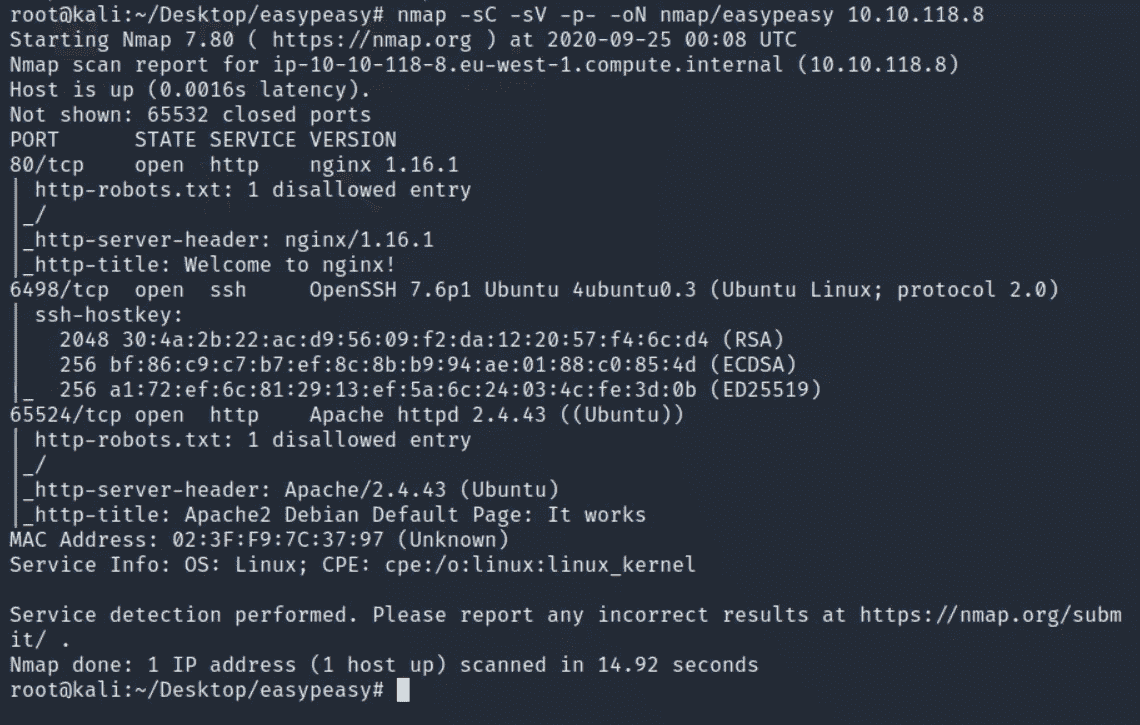 root@kali:~/Desktop/easypeasy# nmap -sC -sV -p- -oN nmap/easypeasy 10.10.118.8
Starting Nmap 7.80 ( https://nmap.org ) at 2020-09-25 00:08 UTC
Nmap scan report for ip-10-10-118-8.eu-west-1.compute.internal (10.10.118.8)
Host is up (0.0016s latency).
Not shown: 65532 closed ports
PORT      STATE SERVICE VERSION
80/tcp    open  http    nginx 1.16.1
| http-robots.txt: 1 disallowed entry
|_/
|_http-server-header: nginx/1.16.1
|_http-title: Welcome to nginx!
6498/tcp  open  ssh     OpenSSH 7.6p1 Ubuntu 4ubuntu0.3 (Ubuntu Linux; protocol 2.0)
| ssh-hostkey:
|   2048 30:4a:2b:22:ac:d9:56:09:f2:da:12:20:57:f4:6c:d4 (RSA)
|   256 bf:86:c9:c7:b7:ef:8c:8b:b9:94:ae:01:88:c0:85:4d (ECDSA)
|_  256 a1:72:ef:6c:81:29:13:ef:5a:6c:24:03:4c:fe:3d:0b (ED25519)
65524/tcp open  http    Apache httpd 2.4.43 ((Ubuntu))
| http-robots.txt: 1 disallowed entry
|_/
|_http-server-header: Apache/2.4.43 (Ubuntu)
|_http-title: Apache2 Debian Default Page: It works
MAC Address: 02:3F:F9:7C:37:97 (Unknown)
Service Info: OS: Linux; CPE: cpe:/o:linux:linux_kernel

Service detection performed. Please report any incorrect results at https://nmap.org/subm
it/ .
Nmap done: 1 IP address (1 host up) scanned in 14.92 seconds
root@kali:~/Desktop/easypeasy#